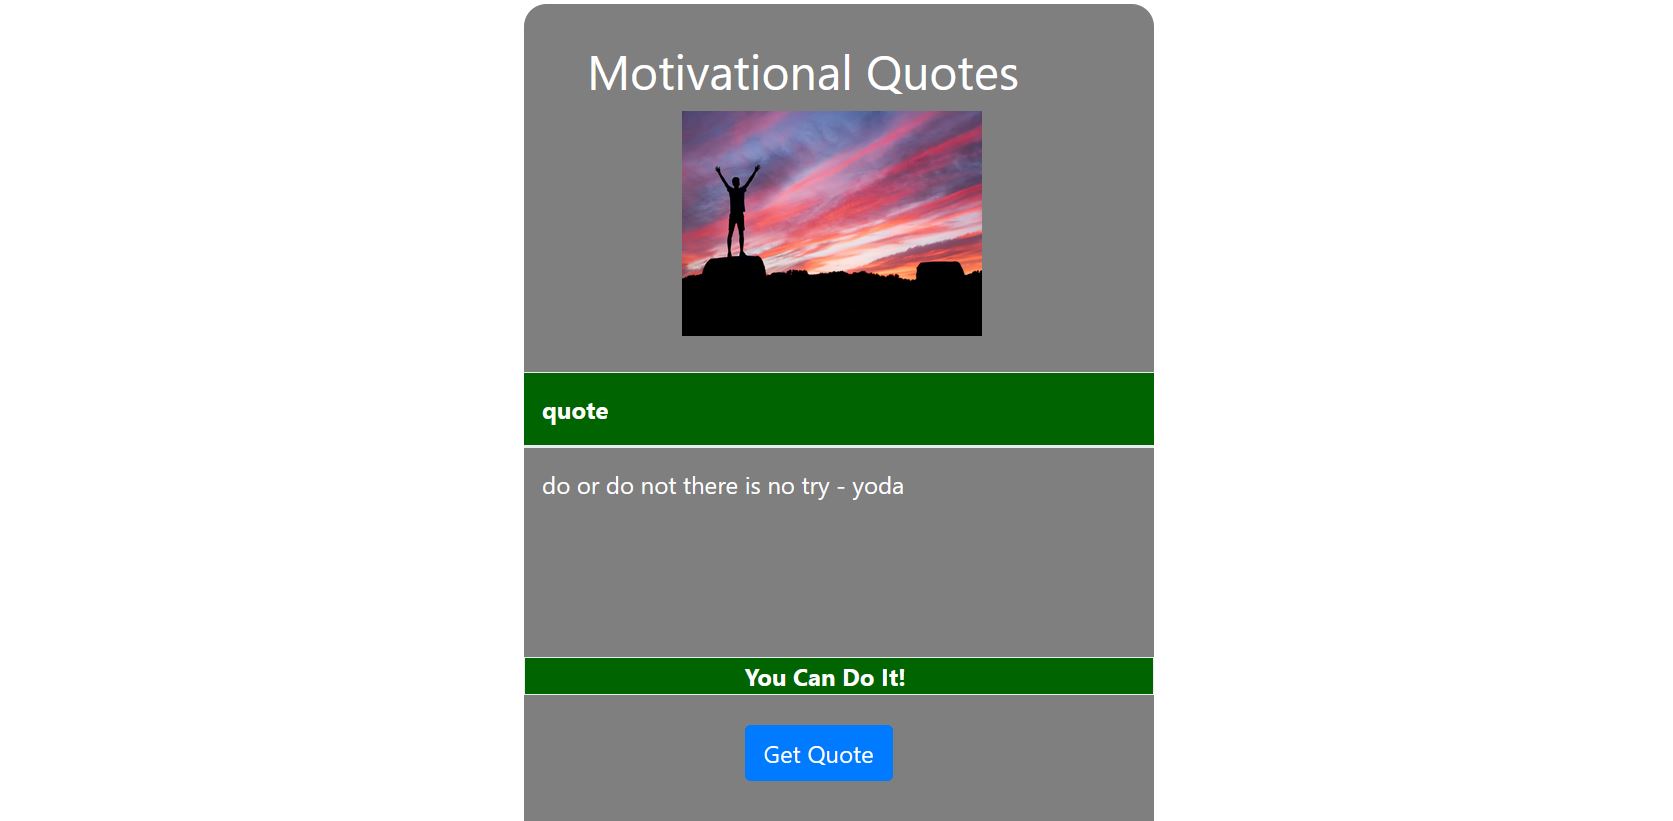 Motivational Quotes
quote
do or do not there is no try - yoda
You Can Do It!
Get Quote